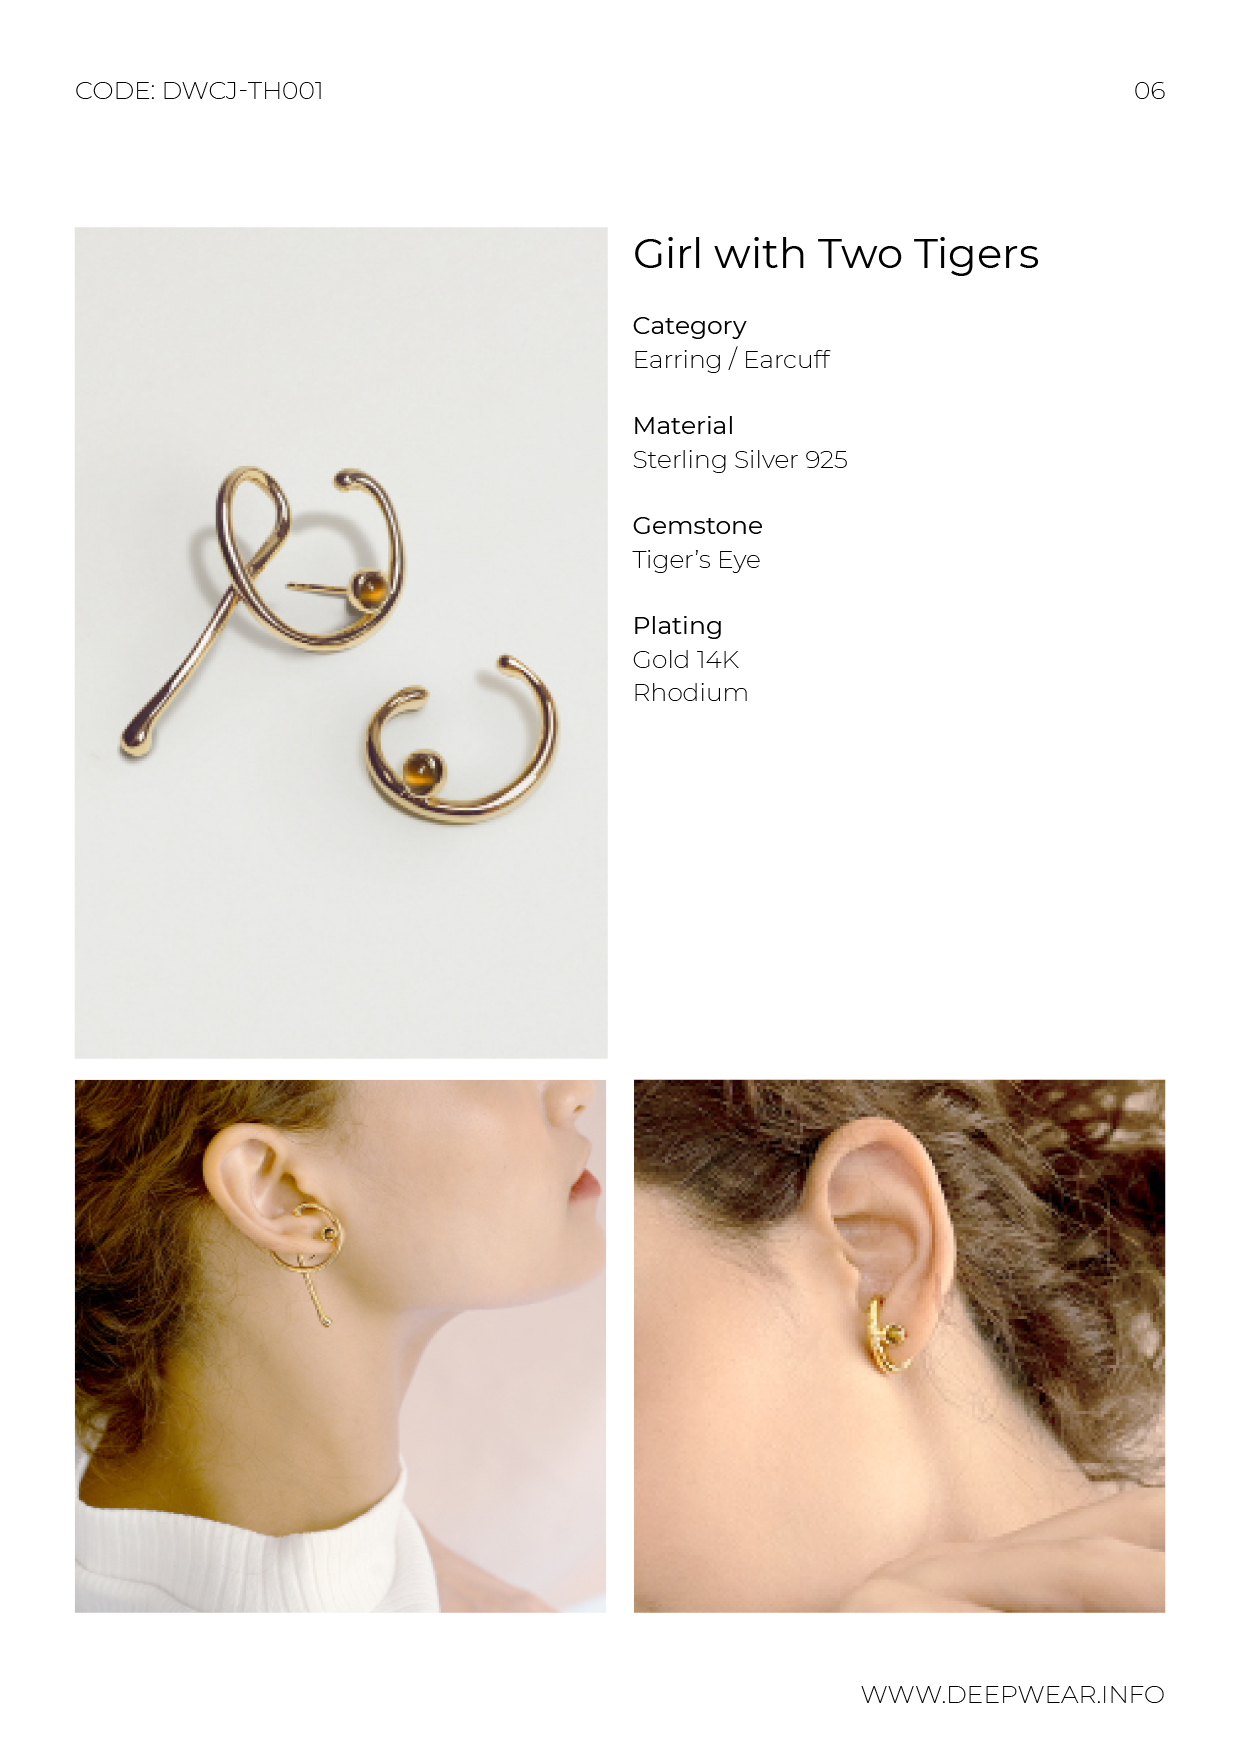 CODE: DWCJ-TH001
06
Girl with Two Tigers
Category
Earring / Earcuff
Material
Sterling Silver 925
Gemstone
Tiger’s Eye
Plating
Gold 14K
Rhodium
WWW.DEEPWEAR.INFO